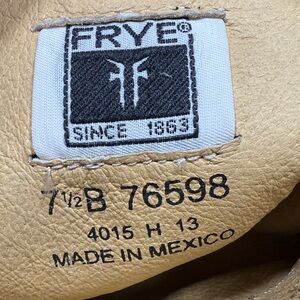 FRYE®
SINCE 1863
7½B 76598
4015 H 13
MADE IN MEXICO